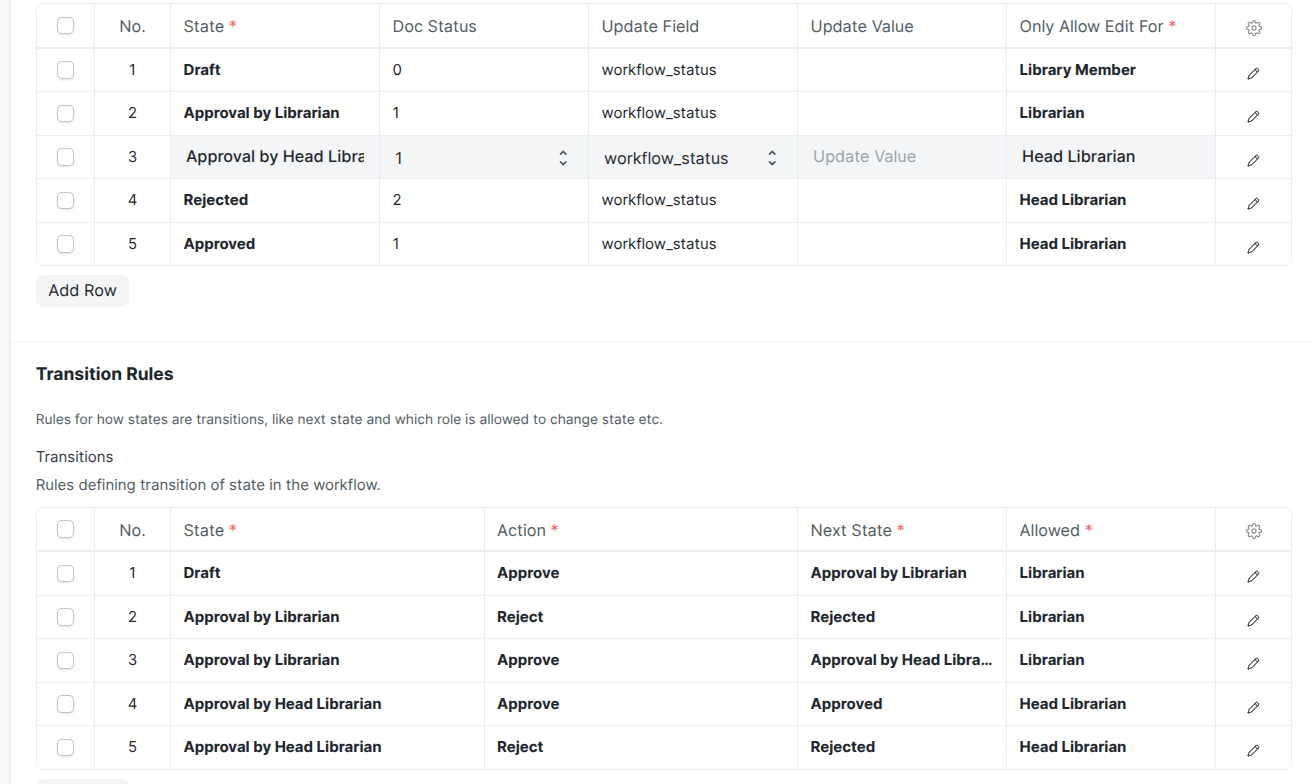 No. State * Doc Status Update Field Update Value Only Allow Edit For *
1 Draft 0 workflow_status Library Member
2 Approval by Librarian 1 workflow_status Librarian
3 Approval by Head Libra 1 workflow_status Update Value Head Librarian
4 Rejected 2 workflow_status Head Librarian
5 Approved 1 workflow_status Head Librarian
Add Row
Transition Rules
Rules for how states are transitions, like next state and which role is allowed to change state etc.
Transitions
Rules defining transition of state in the workflow.
No. State * Action * Next State * Allowed *
1 Draft Approve Approval by Librarian Librarian
2 Approval by Librarian Reject Rejected Librarian
3 Approval by Librarian Approve Approval by Head Libra... Librarian
4 Approval by Head Librarian Approve Approved Head Librarian
5 Approval by Head Librarian Reject Rejected Head Librarian